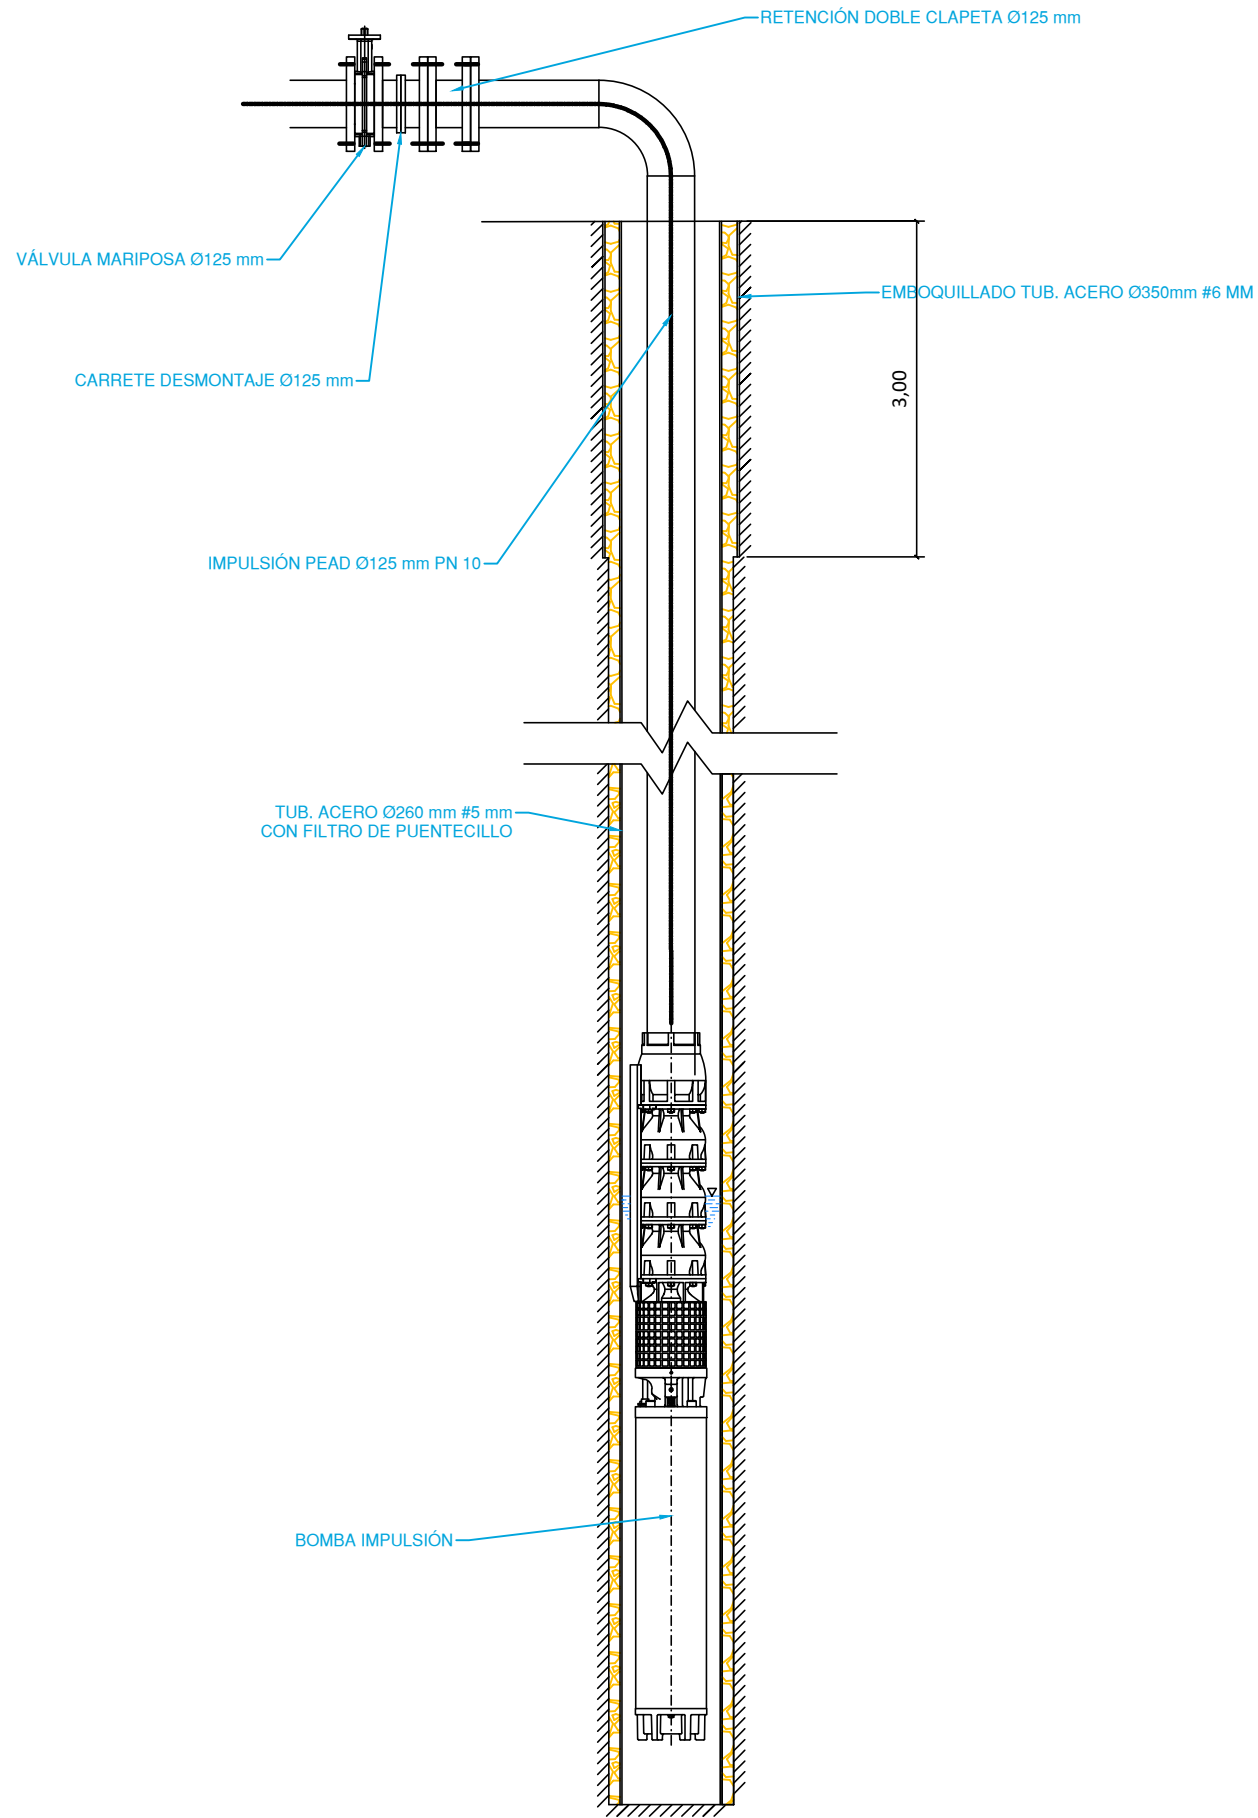 RETENCIÓN DOBLE CLAPETA Ø125 mm
VÁLVULA MARIPOSA Ø125 mm
EMBOQUILLADO TUB. ACERO Ø350mm #6 MM
CARRETE DESMONTAJE Ø125 mm
3,00
IMPULSIÓN PEAD Ø125 mm PN 10
TUB. ACERO Ø260 mm #5 mm
CON FILTRO DE PUENTECILLO
BOMBA IMPULSIÓN